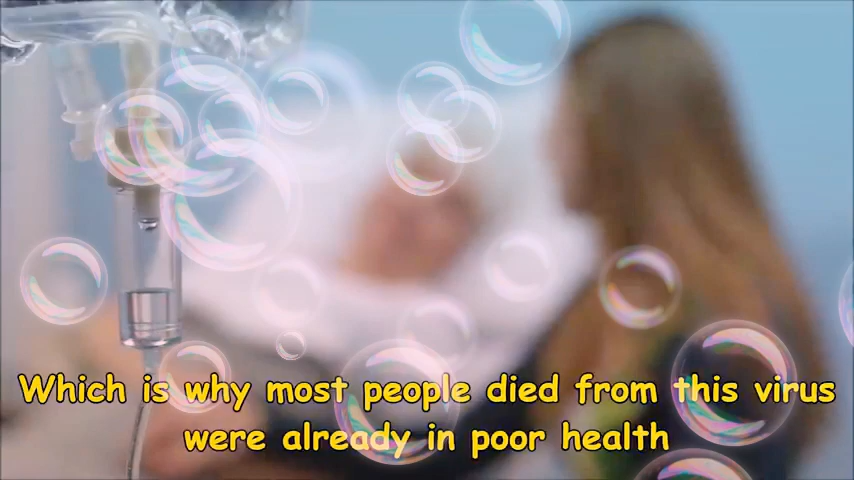 Which is why most people died from this virus
were already in poor health